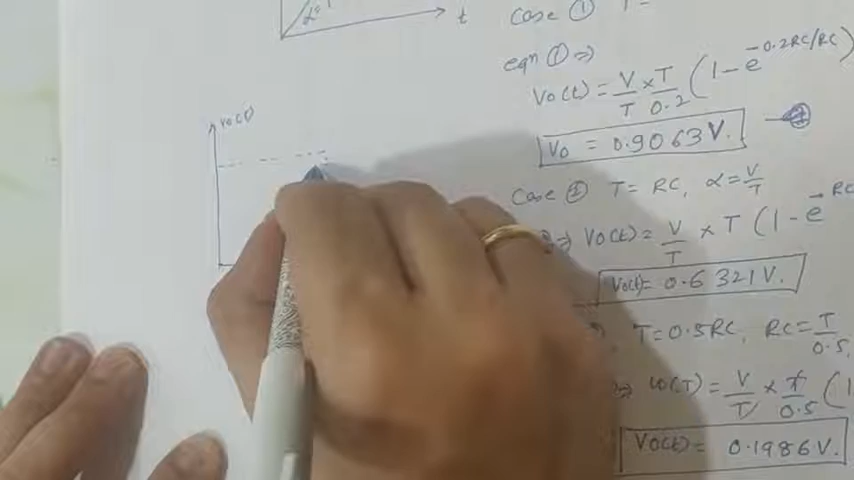 t
α
Vo(t)
Case ①
eqn ① ⇒
Vo(t) = V/T × T/0.2 (1 - e^-0.2RC/RC)
Vo = 0.9063 V.
Case ② T = RC, α = V/T
⇒ Vo(t) = V/T × T (1 - e^-RC
Vo(t) = 0.6321 V.
T = 0.5RC, RC = T/0.5,
⇒ Vo(T) = V/T × T/0.5 (1
Vo(t) = 0.1986 V.